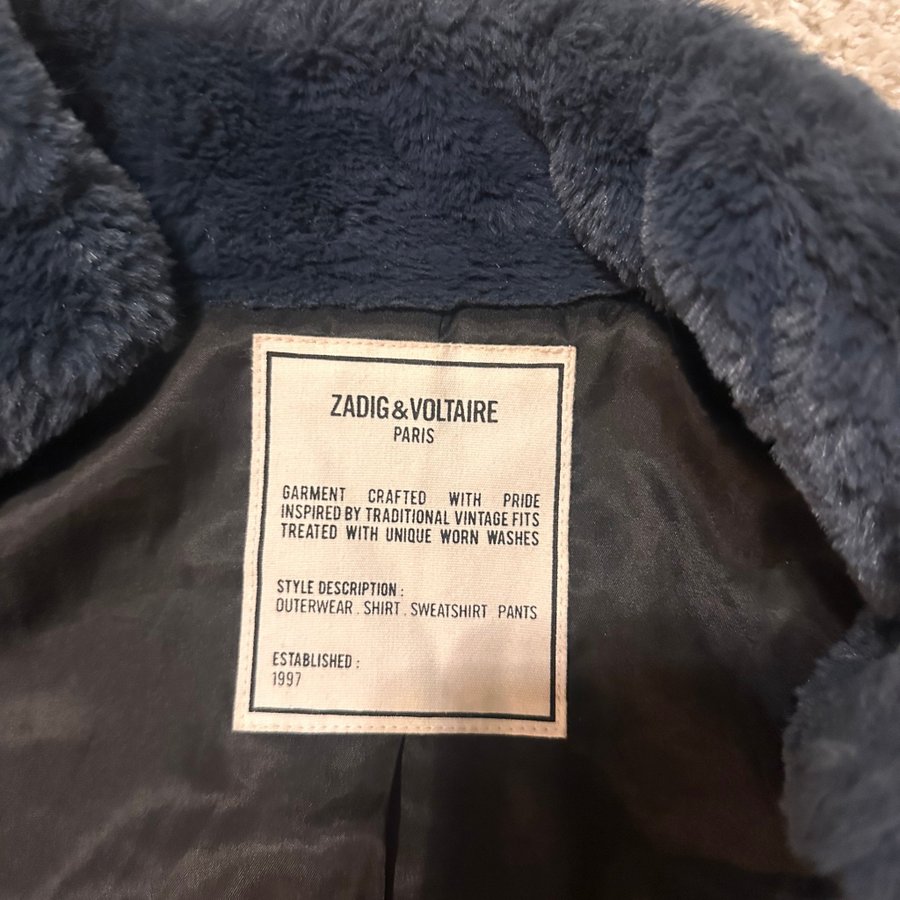 ZADIG&VOLTAIRE
PARIS
GARMENT CRAFTED WITH PRIDE
INSPIRED BY TRADITIONAL VINTAGE FITS
TREATED WITH UNIQUE WORN WASHES
STYLE DESCRIPTION :
OUTERWEAR . SHIRT . SWEATSHIRT PANTS
ESTABLISHED :
1997